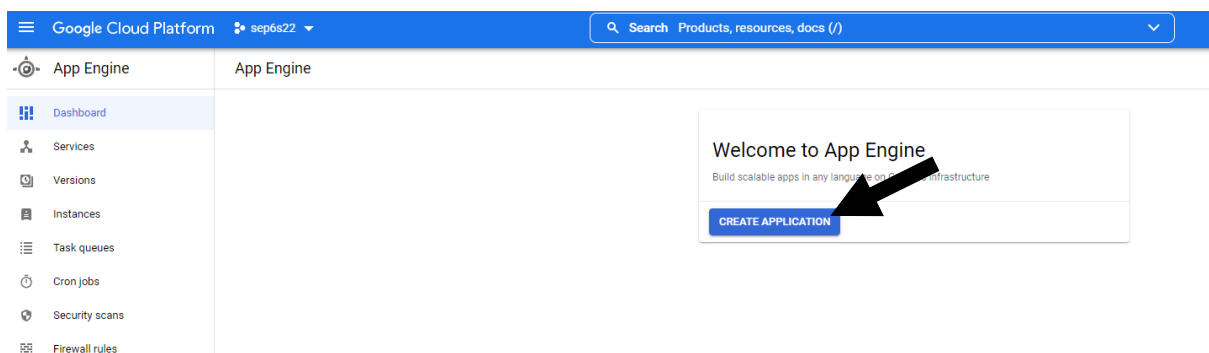 Google Cloud Platform sep6s22 Search Products, resources, docs (/)
App Engine App Engine
Dashboard
Services
Versions
Instances
Task queues
Cron jobs
Security scans
Firewall rules
Welcome to App Engine
Build scalable apps in any language on infrastructure
CREATE APPLICATION